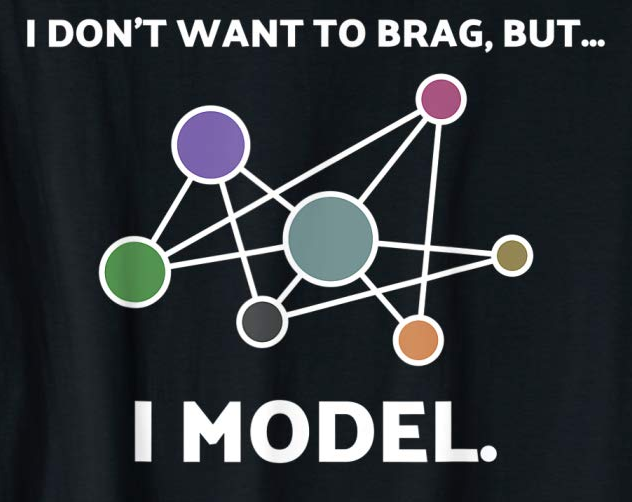 I DON'T WANT TO BRAG, BUT...
I MODEL.